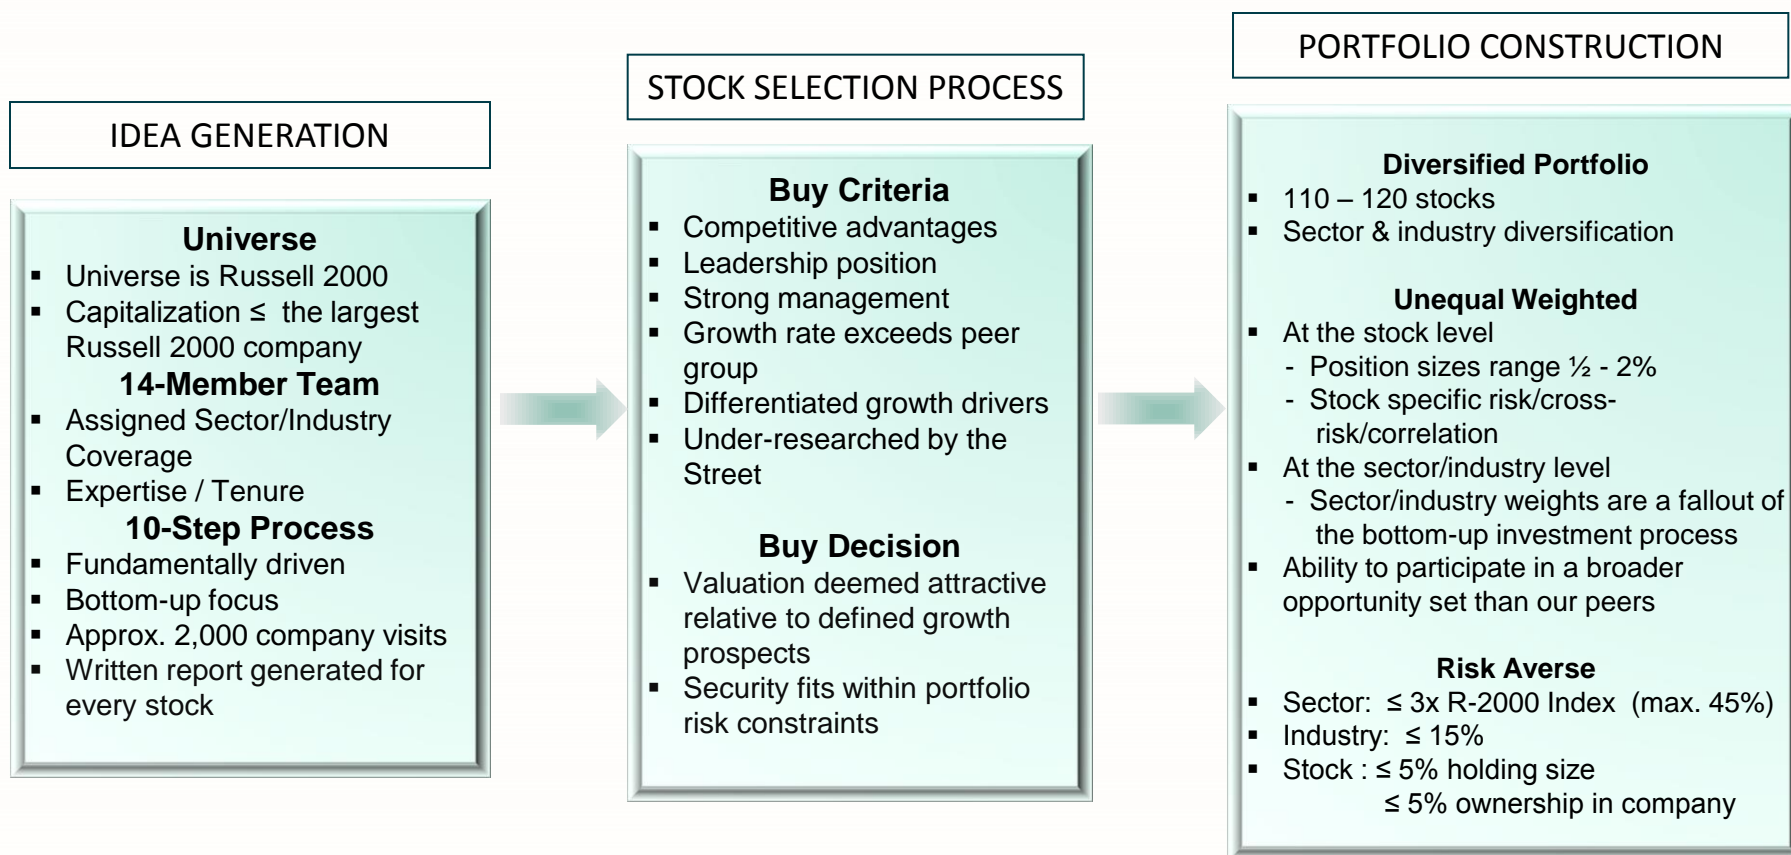 IDEA GENERATION
Universe
▪ Universe is Russell 2000
▪ Capitalization ≤ the largest
Russell 2000 company
14-Member Team
▪ Assigned Sector/Industry
Coverage
▪ Expertise / Tenure
10-Step Process
▪ Fundamentally driven
▪ Bottom-up focus
▪ Approx. 2,000 company visits
▪ Written report generated for
every stock
STOCK SELECTION PROCESS
Buy Criteria
▪ Competitive advantages
▪ Leadership position
▪ Strong management
▪ Growth rate exceeds peer
group
▪ Differentiated growth drivers
▪ Under-researched by the
Street
Buy Decision
▪ Valuation deemed attractive
relative to defined growth
prospects
▪ Security fits within portfolio
risk constraints
PORTFOLIO CONSTRUCTION
Diversified Portfolio
▪ 110 – 120 stocks
▪ Sector & industry diversification
Unequal Weighted
▪ At the stock level
- Position sizes range ½ - 2%
- Stock specific risk/cross-
risk/correlation
▪ At the sector/industry level
- Sector/industry weights are a fallout of
the bottom-up investment process
▪ Ability to participate in a broader
opportunity set than our peers
Risk Averse
▪ Sector: ≤ 3x R-2000 Index (max. 45%)
▪ Industry: ≤ 15%
▪ Stock : ≤ 5% holding size
≤ 5% ownership in company